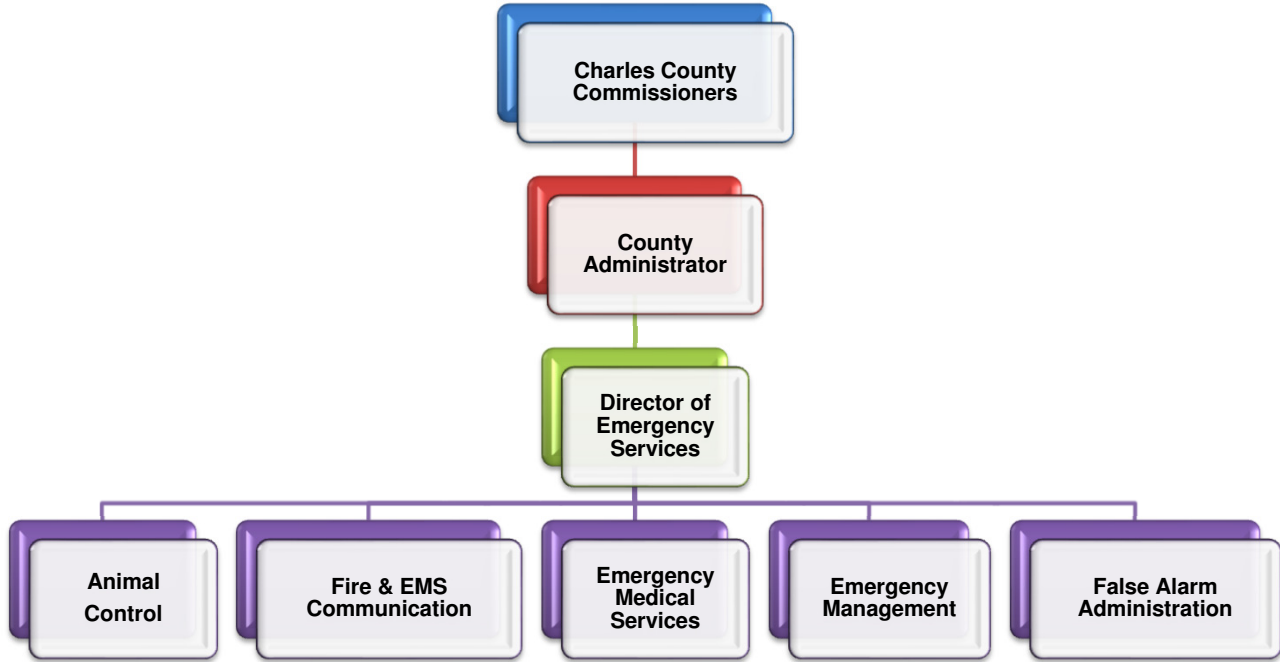 Charles County
Commissioners
County
Administrator
Director of
Emergency
Services
Animal
Control
Fire & EMS
Communication
Emergency
Medical
Services
Emergency
Management
False Alarm
Administration